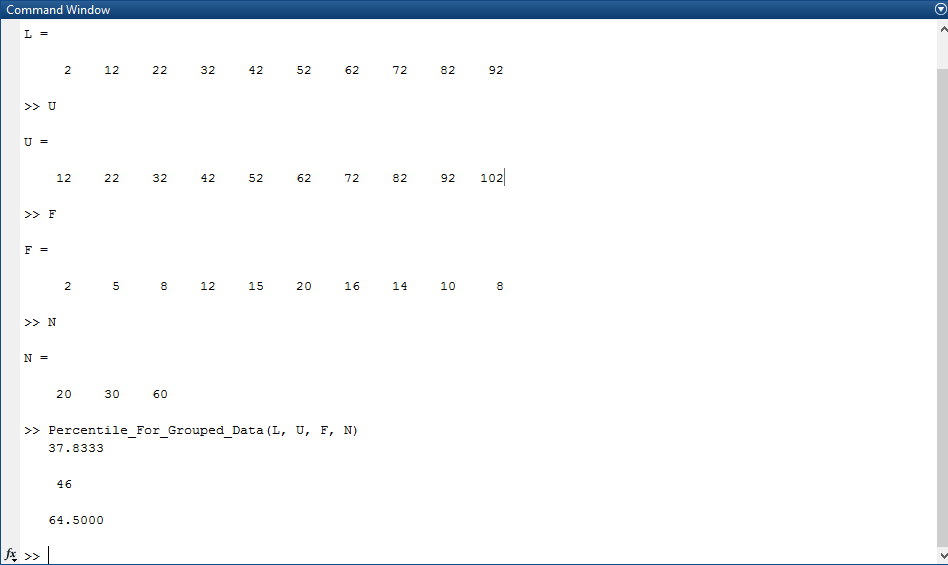 Command Window
L =
2 12 22 32 42 52 62 72 82 92
>> U
U =
12 22 32 42 52 62 72 82 92 102
>> F
F =
2 5 8 12 15 20 16 14 10 8
>> N
N =
20 30 60
>> Percentile_For_Grouped_Data(L, U, F, N)
37.8333
46
64.5000
fx >>